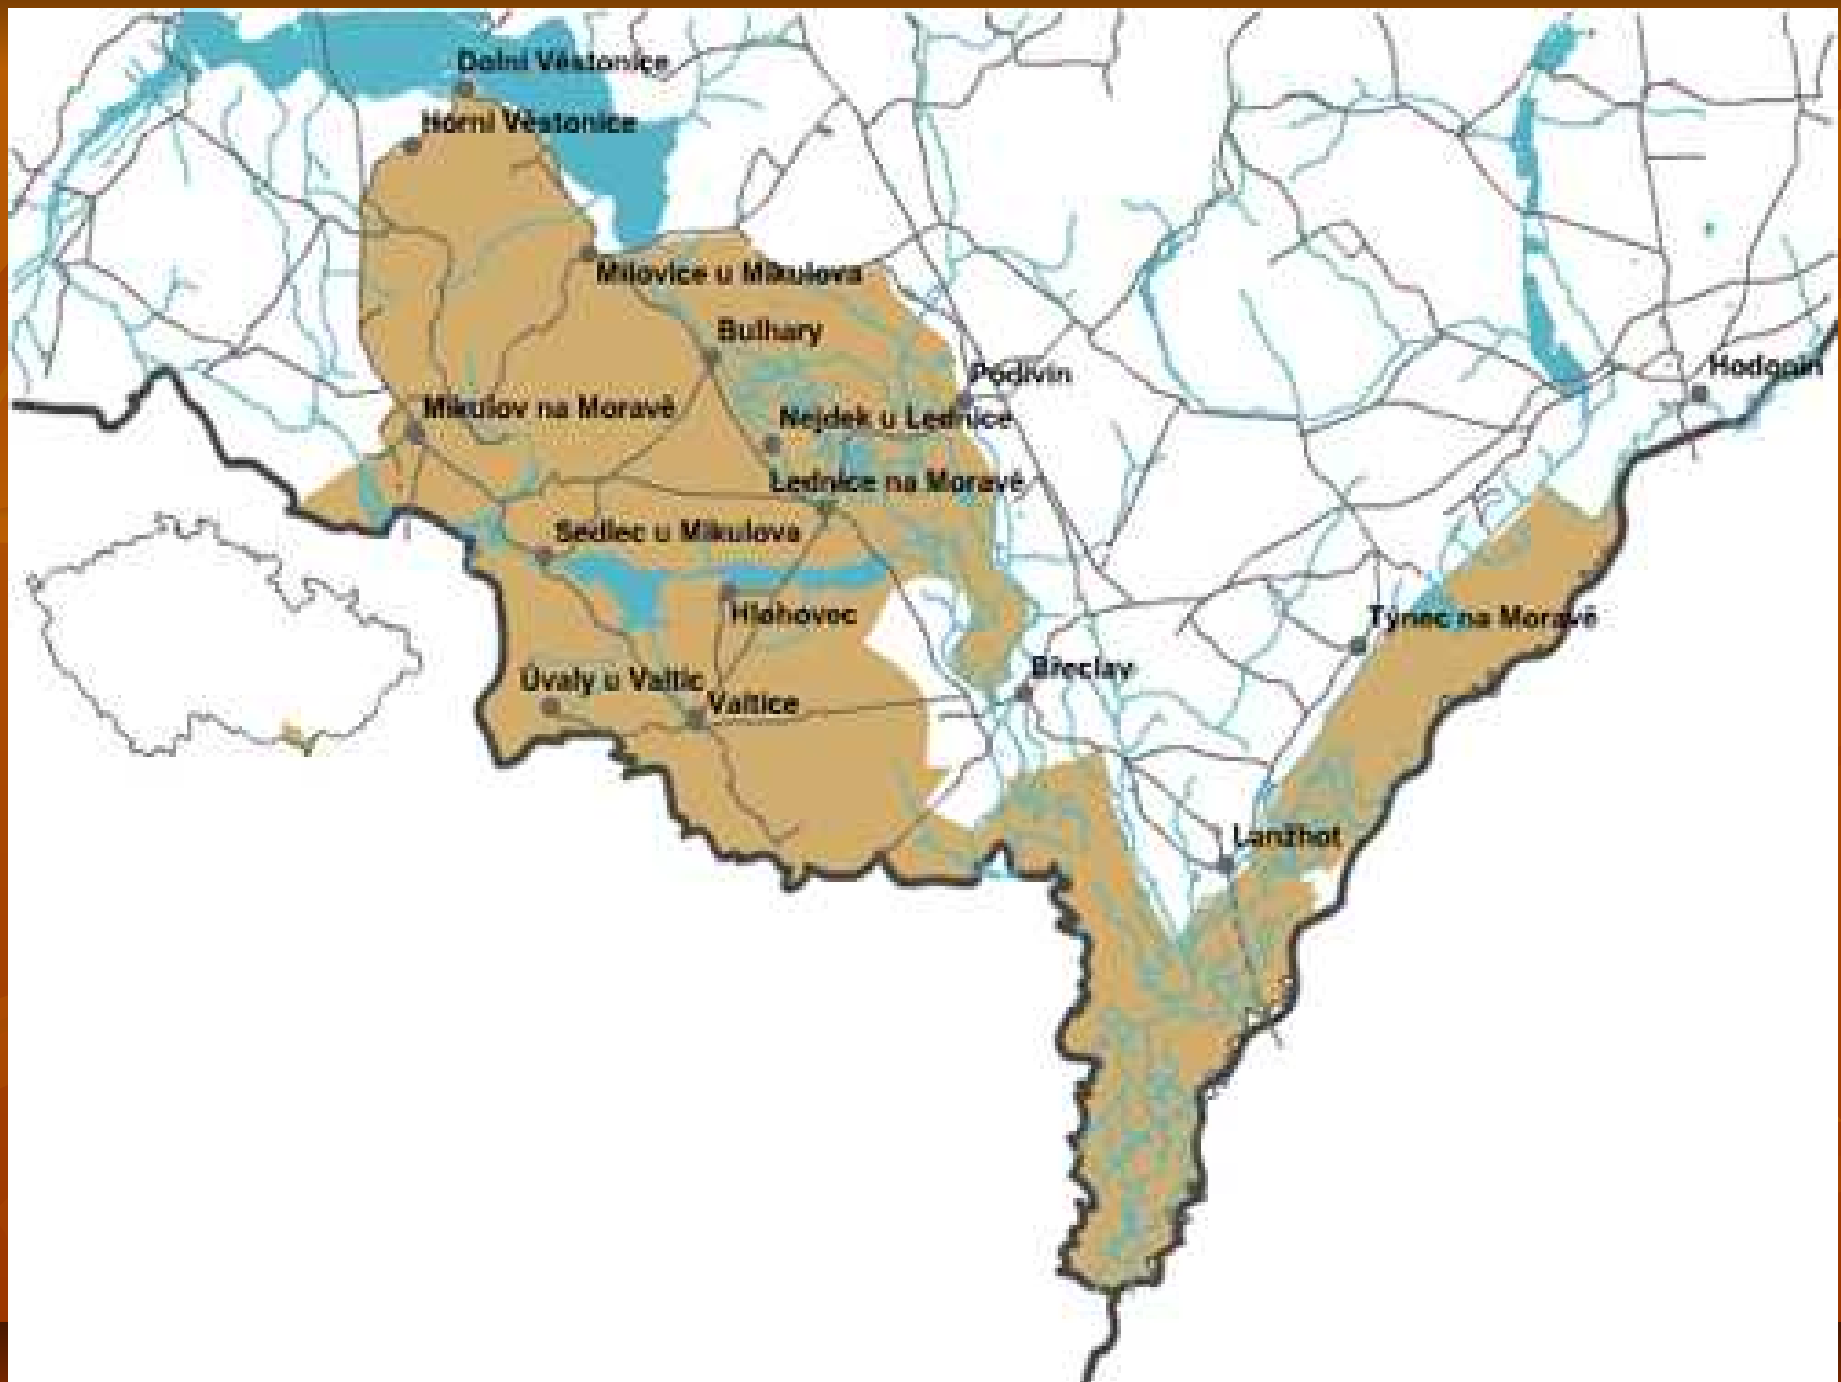 Dolní Věstonice
Horní Věstonice
Milovice u Mikulova
Bulhary
Podivín
Hodonín
Mikulov na Moravě
Nejdek u Lednice
Lednice na Moravě
Sedlec u Mikulova
Hlohovec
Týnec na Moravě
Břeclav
Úvaly u Valtic
Valtice
Lanžhot